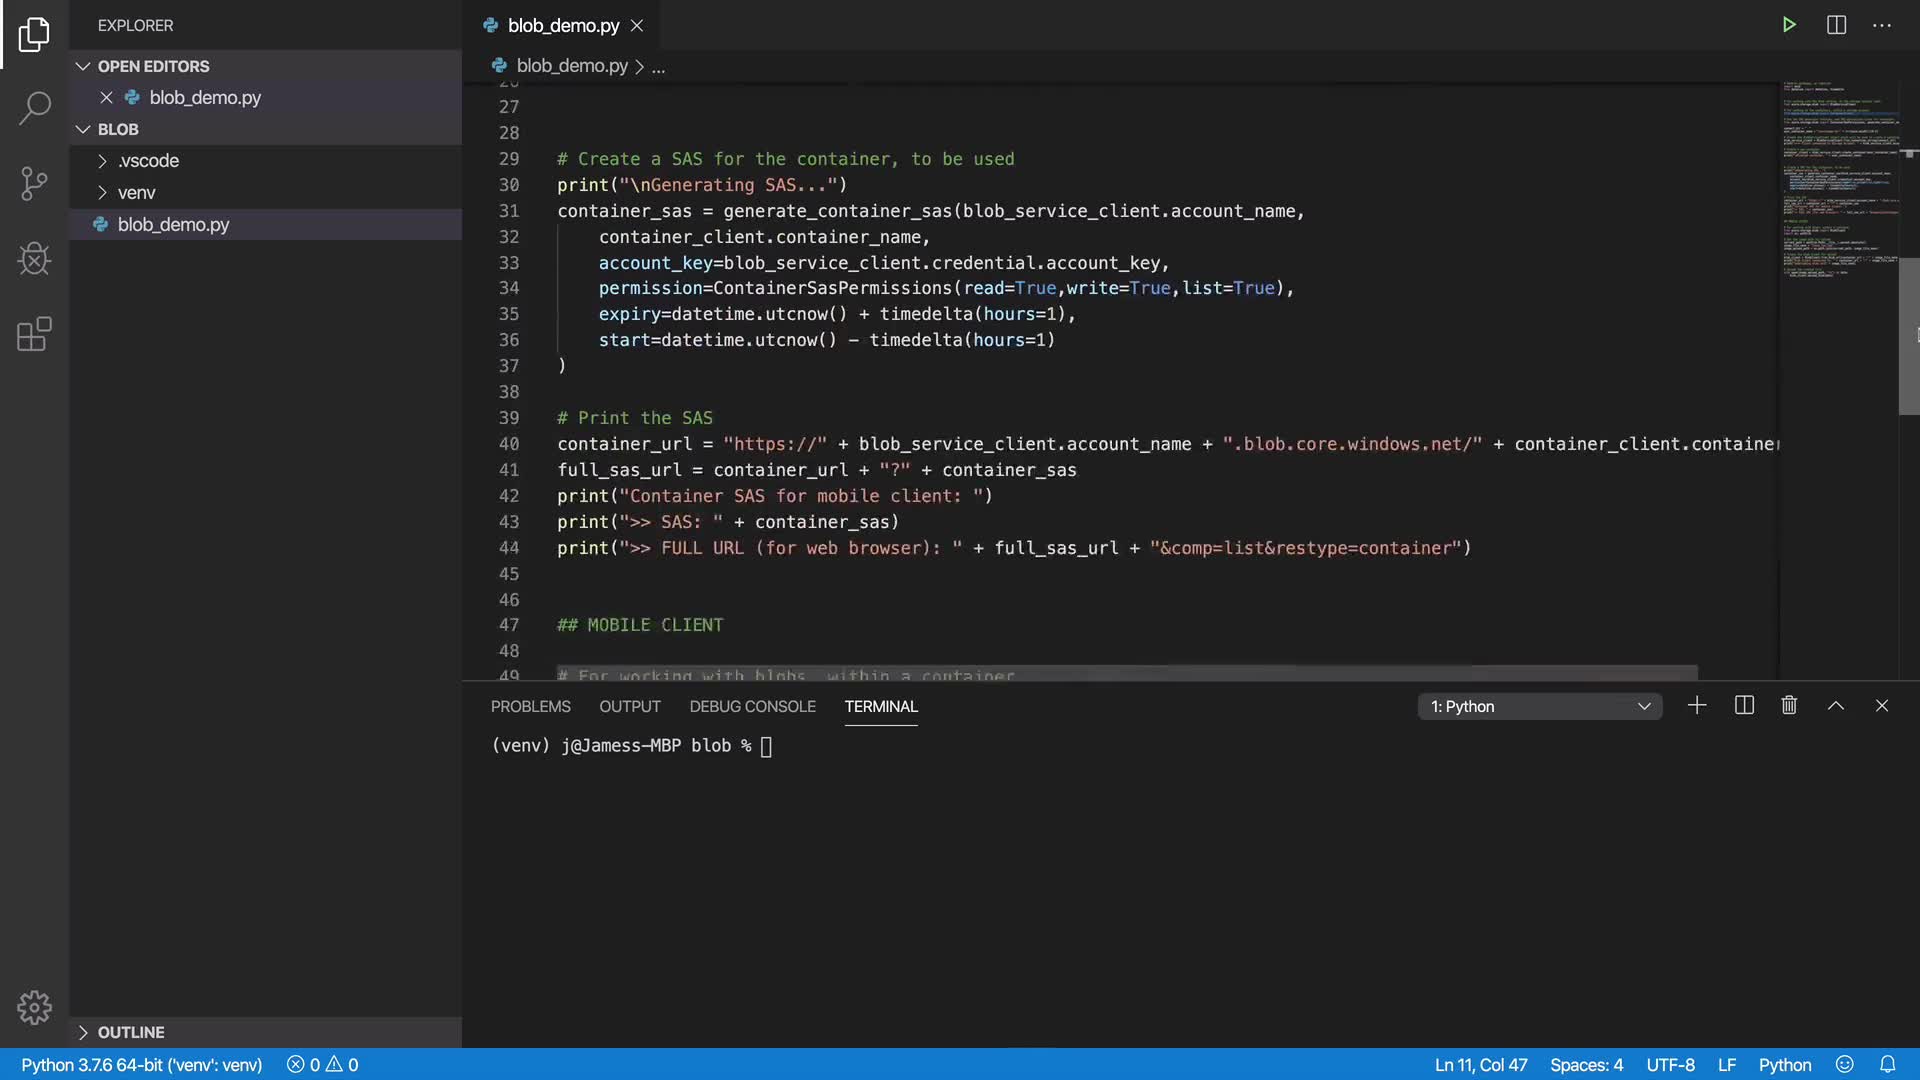 EXPLORER
OPEN EDITORS
blob_demo.py
BLOB
.vscode
venv
blob_demo.py
OUTLINE
blob_demo.py
blob_demo.py > ...
26
27
28
29 # Create a SAS for the container, to be used
30 print("\nGenerating SAS...")
31 container_sas = generate_container_sas(blob_service_client.account_name,
32 container_client.container_name,
33 account_key=blob_service_client.credential.account_key,
34 permission=ContainerSasPermissions(read=True,write=True,list=True),
35 expiry=datetime.utcnow() + timedelta(hours=1),
36 start=datetime.utcnow() - timedelta(hours=1)
37 )
38
39 # Print the SAS
40 container_url = "https://" + blob_service_client.account_name + ".blob.core.windows.net/" + container_client.container
41 full_sas_url = container_url + "?" + container_sas
42 print("Container SAS for mobile client: ")
43 print(">> SAS: " + container_sas)
44 print(">> FULL URL (for web browser): " + full_sas_url + "&comp=list&restype=container")
45
46
47 ## MOBILE CLIENT
48
49 # For working with blobs, within a container
PROBLEMS OUTPUT DEBUG CONSOLE TERMINAL 1: Python
(venv) j@Jamess-MBP blob %
Python 3.7.6 64-bit ('venv': venv) 0 0 Ln 11, Col 47 Spaces: 4 UTF-8 LF Python